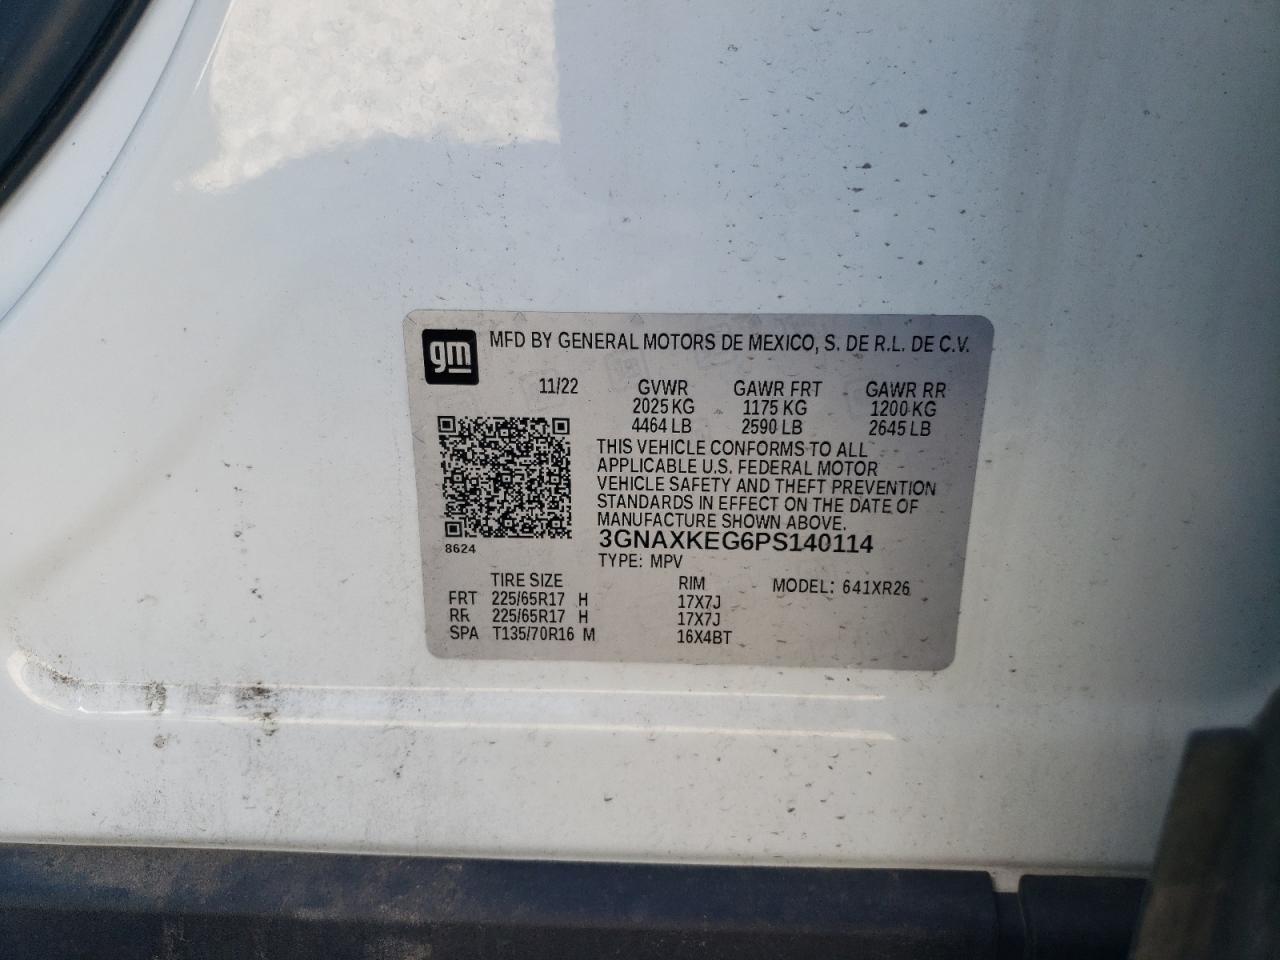 gm
MFD BY GENERAL MOTORS DE MEXICO, S. DE R.L. DE C.V.
11/22 GVWR GAWR FRT GAWR RR
2025 KG 1175 KG 1200 KG
4464 LB 2590 LB 2645 LB
THIS VEHICLE CONFORMS TO ALL
APPLICABLE U.S. FEDERAL MOTOR
VEHICLE SAFETY AND THEFT PREVENTION
STANDARDS IN EFFECT ON THE DATE OF
MANUFACTURE SHOWN ABOVE.
3GNAXKEG6PS140114
8624
TYPE: MPV
TIRE SIZE RIM MODEL: 641XR26
FRT 225/65R17 H 17X7J
RR 225/65R17 H 17X7J
SPA T135/70R16 M 16X4BT